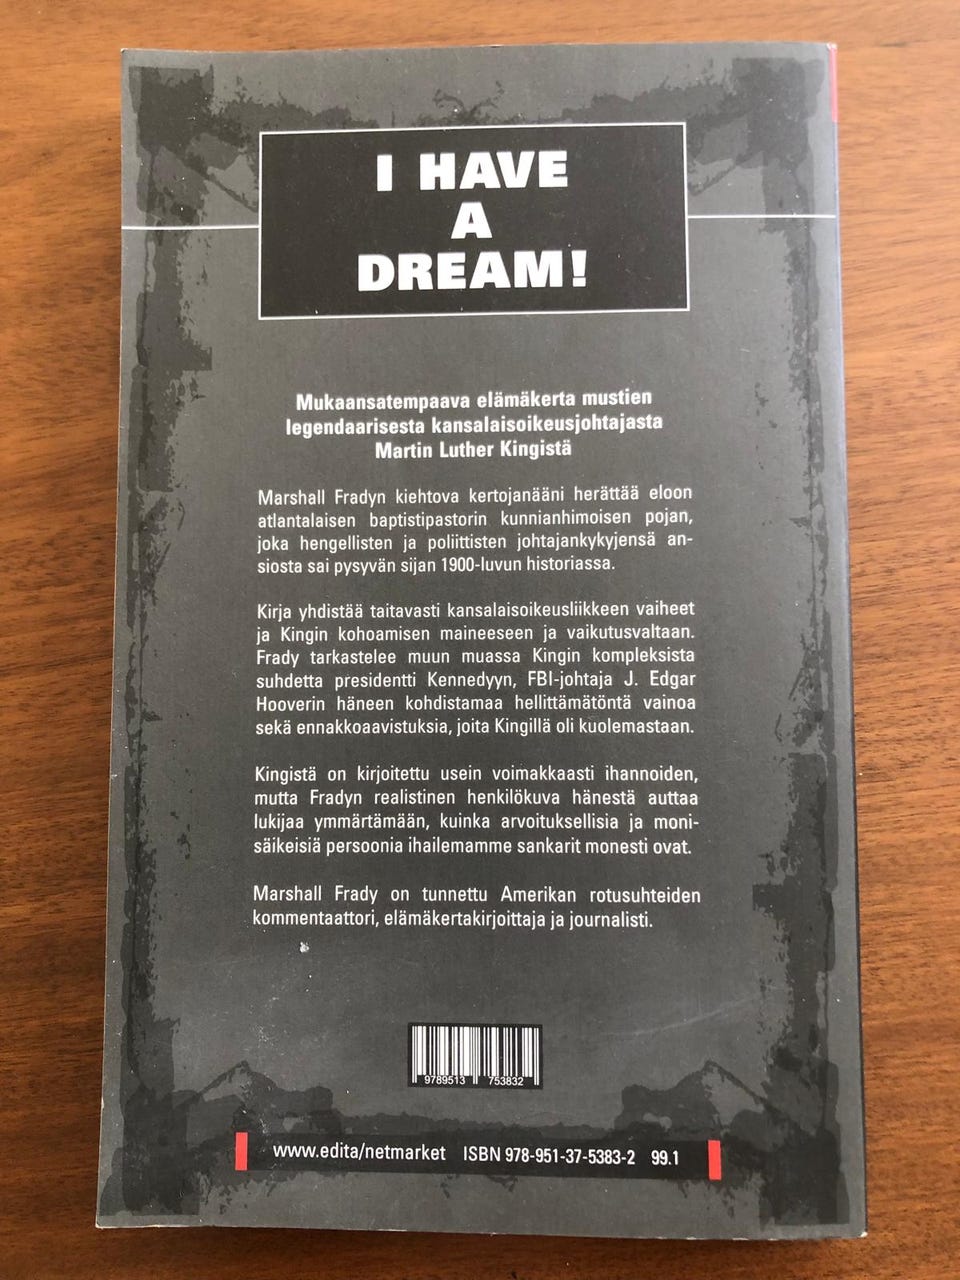 I HAVE
A
DREAM!
Mukaansatempaava elämäkerta mustien
legendaarisesta kansalaisoikeusjohtajasta
Martin Luther Kingistä
Marshall Fradyn kiehtova kertojanääni herättää eloon
atlantalaisen baptistipastorin kunnianhimoisen pojan,
joka hengellisten ja poliittisten johtajankykyjensä an-
siosta sai pysyvän sijan 1900-luvun historiassa.
Kirja yhdistää taitavasti kansalaisoikeusliikkeen vaiheet
ja Kingin kohoamisen maineeseen ja vaikutusvaltaan.
Frady tarkastelee muun muassa Kingin kompleksista
suhdetta presidentti Kennedyyn, FBI-johtaja J. Edgar
Hooverin häneen kohdistamaa hellittämätöntä vainoa
sekä ennakkoaavistuksia, joita Kingillä oli kuolemastaan.
Kingistä on kirjoitettu usein voimakkaasti ihannoiden,
mutta Fradyn realistinen henkilökuva hänestä auttaa
lukijaa ymmärtämään, kuinka arvoituksellisia ja moni-
säikeisiä persoonia ihailemamme sankarit monesti ovat.
Marshall Frady on tunnettu Amerikan rotusuhteiden
kommentaattori, elämäkertakirjoittaja ja journalisti.
9789513 753832
www.edita/netmarket ISBN 978-951-37-5383-2 99.1